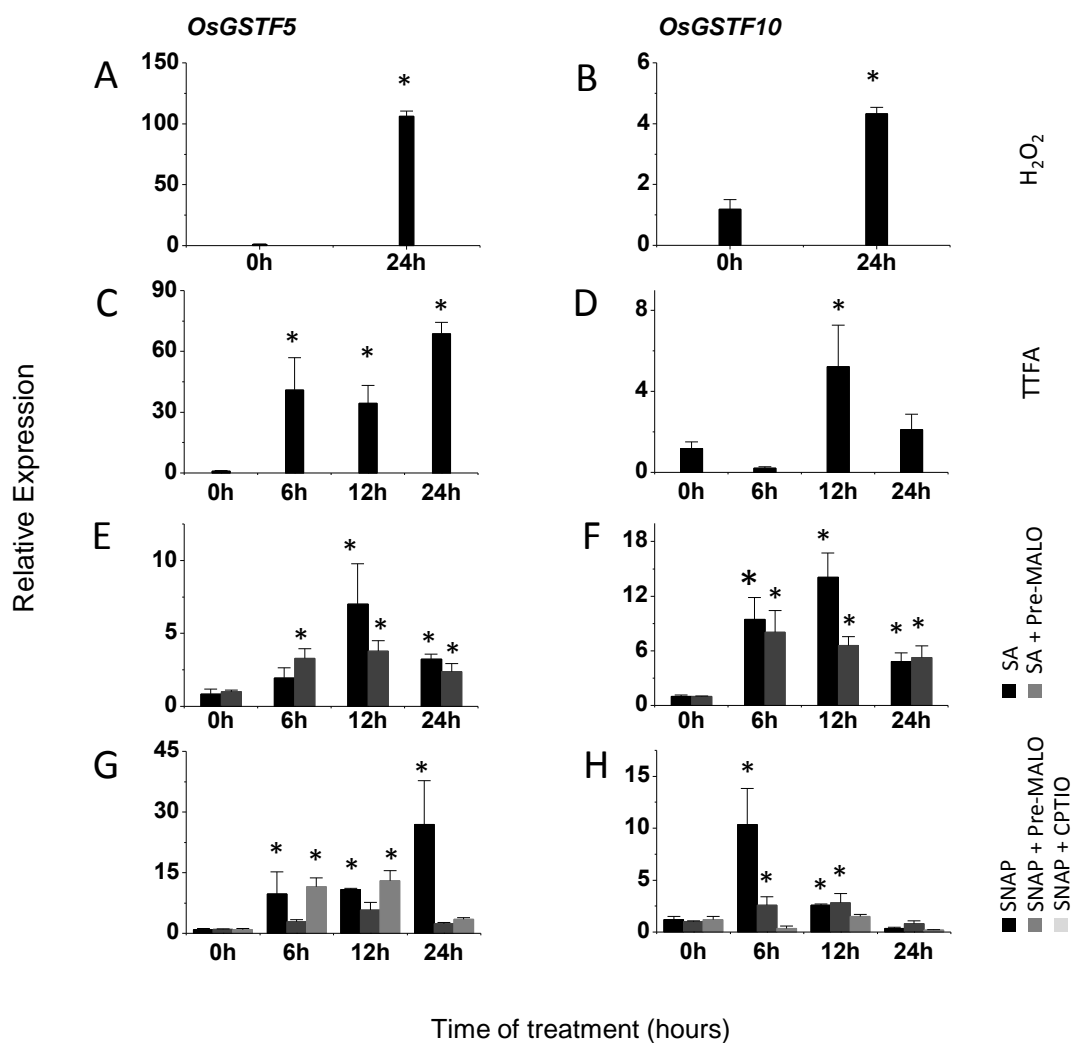 OsGSTF5
OsGSTF10
A
150
100
50
0
*
0h
24h
B
6
4
2
0
*
0h
24h
H₂O₂
C
90
60
30
0
*
*
*
0h
6h
12h
24h
D
8
4
0
*
0h
6h
12h
24h
TTFA
Relative Expression
E
10
5
0
*
*
*
*
*
0h
6h
12h
24h
F
18
12
6
0
*
*
*
*
*
*
0h
6h
12h
24h
SA
SA + Pre-MALO
G
45
30
15
0
*
*
*
*
*
0h
6h
12h
24h
H
15
10
5
0
*
*
*
*
0h
6h
12h
24h
SNAP
SNAP + Pre-MALO
SNAP + CPTIO
Time of treatment (hours)